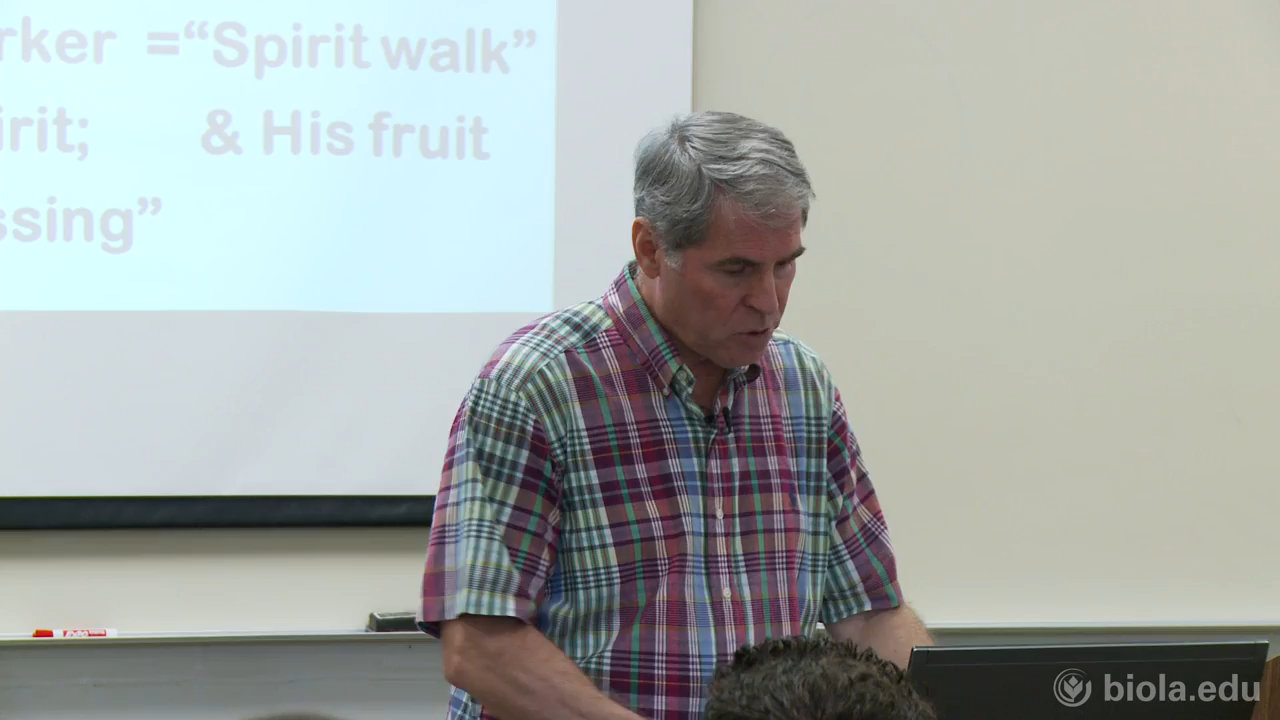 rker =“Spirit walk”
irit; & His fruit
ssing”
biola.edu